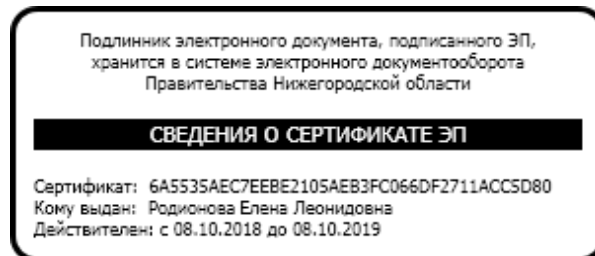 Подлинник электронного документа, подписанного ЭП,
хранится в системе электронного документооборота
Правительства Нижегородской области
СВЕДЕНИЯ О СЕРТИФИКАТЕ ЭП
Сертификат: 6A5535AEC7EEBE2105AEB3FC066DF2711ACC5D80
Кому выдан: Родионова Елена Леонидовна
Действителен: с 08.10.2018 до 08.10.2019